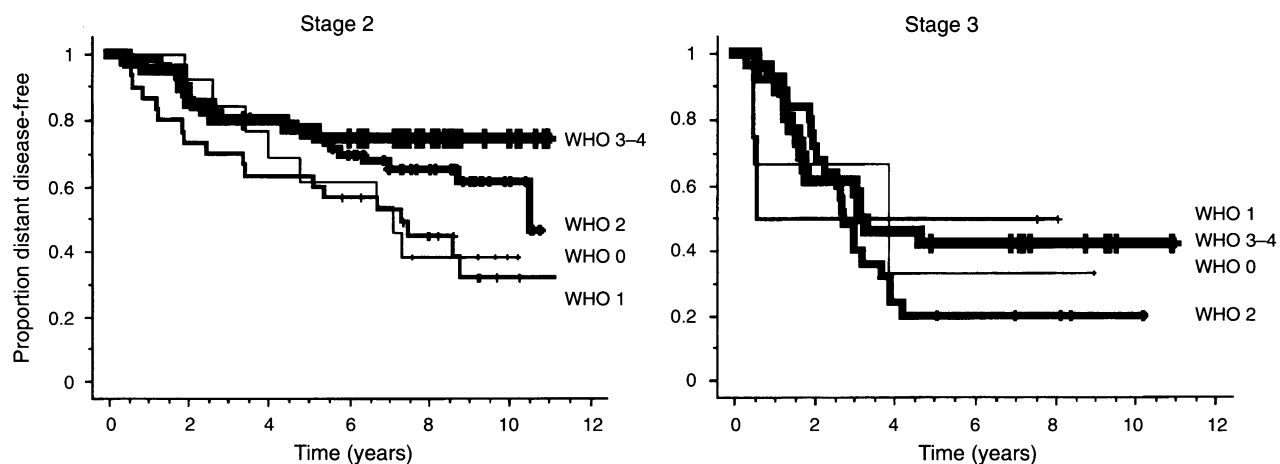 Stage 2
Proportion distant disease-free
1
0.8
0.6
0.4
0.2
0
WHO 3–4
WHO 2
WHO 0
WHO 1
0 2 4 6 8 10 12
Time (years)
Stage 3
1
0.8
0.6
0.4
0.2
0
WHO 1
WHO 3–4
WHO 0
WHO 2
0 2 4 6 8 10 12
Time (years)